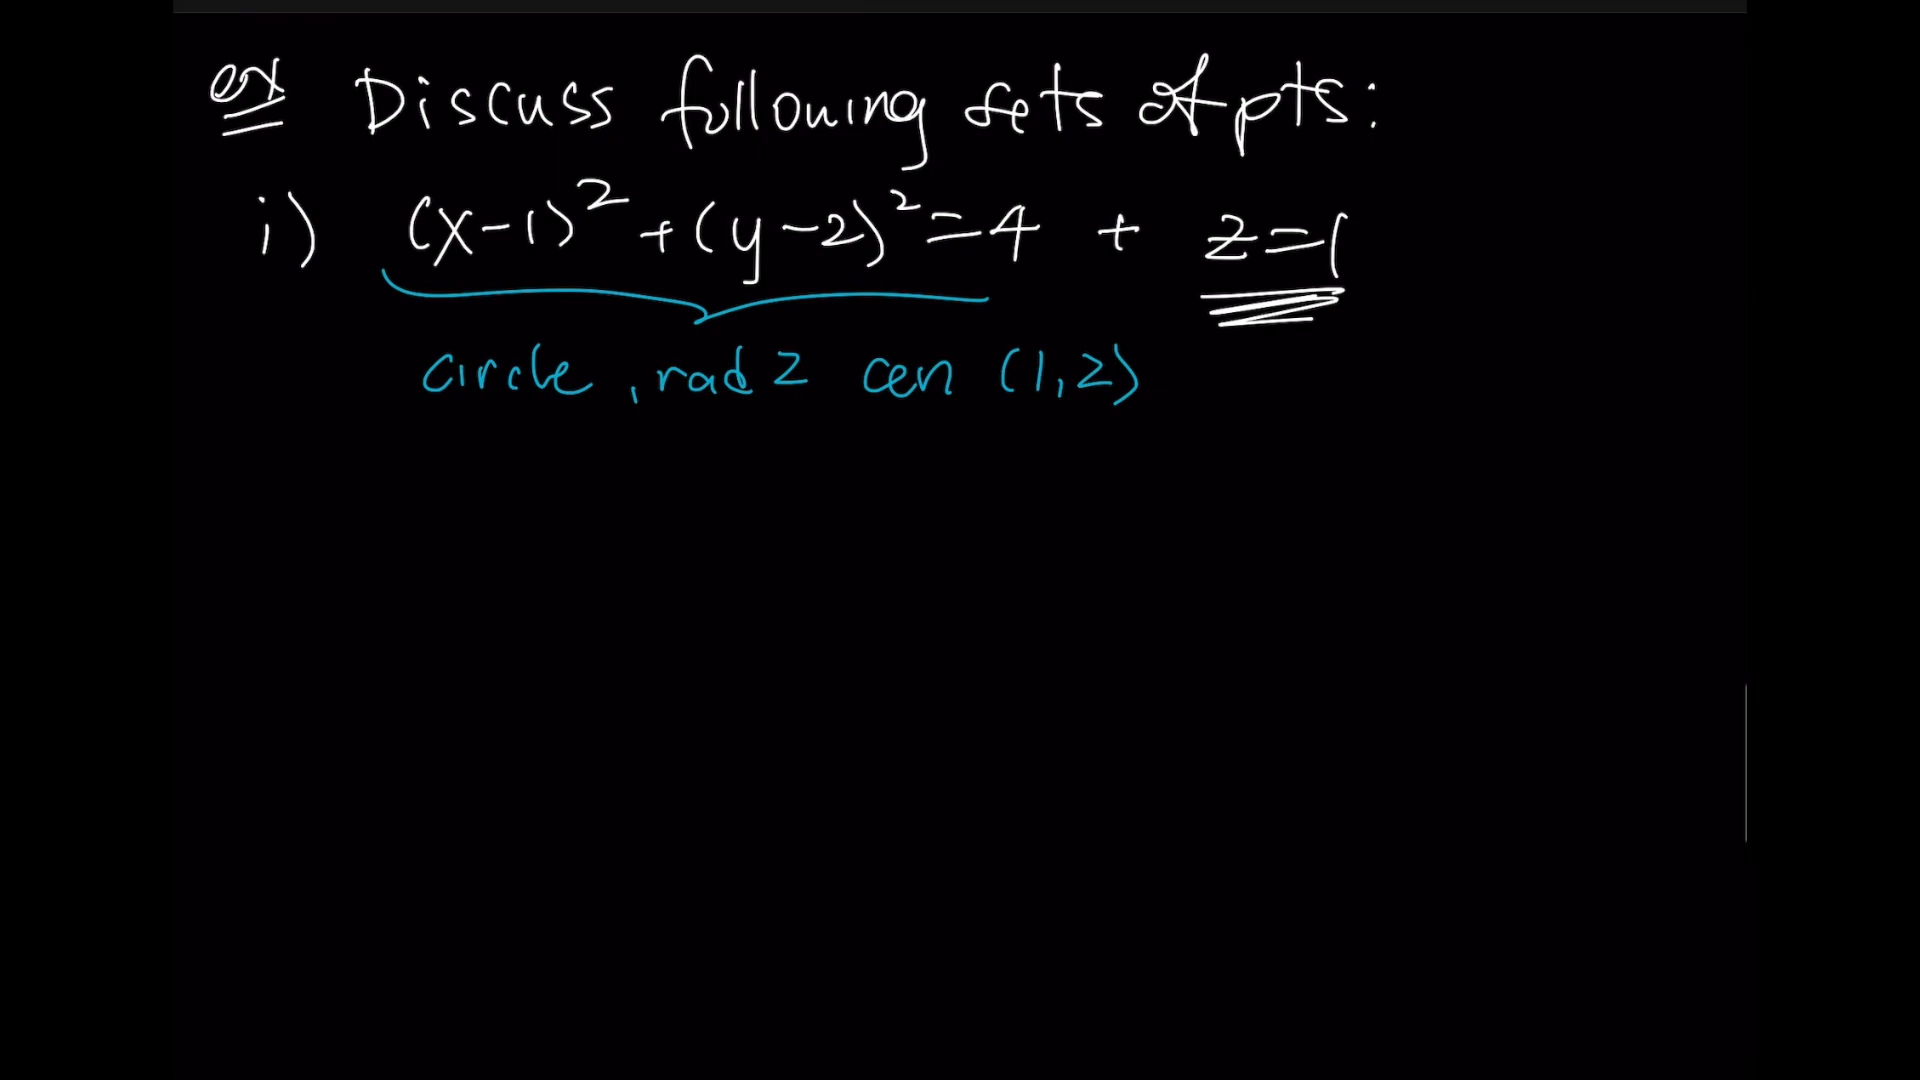 ex Discuss following sets of pts:
i) (x-1)² + (y-2)² = 4 + z=1
circle, rad 2 cen (1,2)